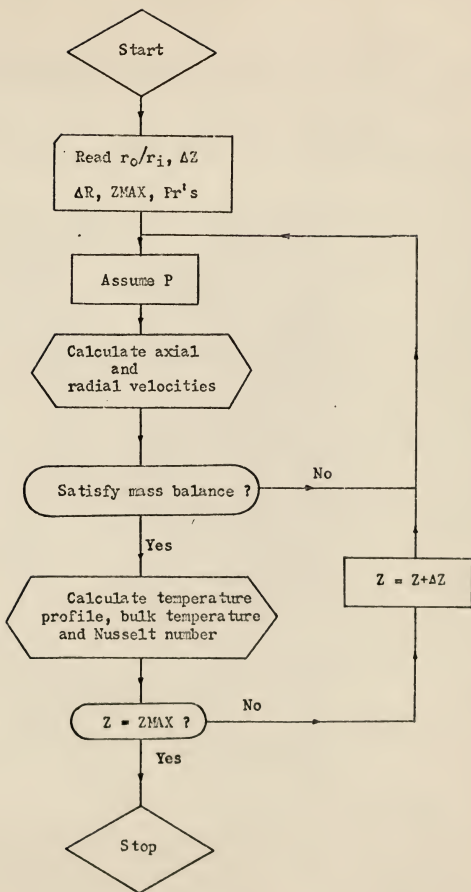 Start
Read r₀/rᵢ, ΔZ
ΔR, ZMAX, Pr's
Assume P
Calculate axial
and
radial velocities
Satisfy mass balance ?
No
Yes
Z = Z+ΔZ
Calculate temperature
profile, bulk temperature
and Nusselt number
Z = ZMAX ?
No
Yes
Stop